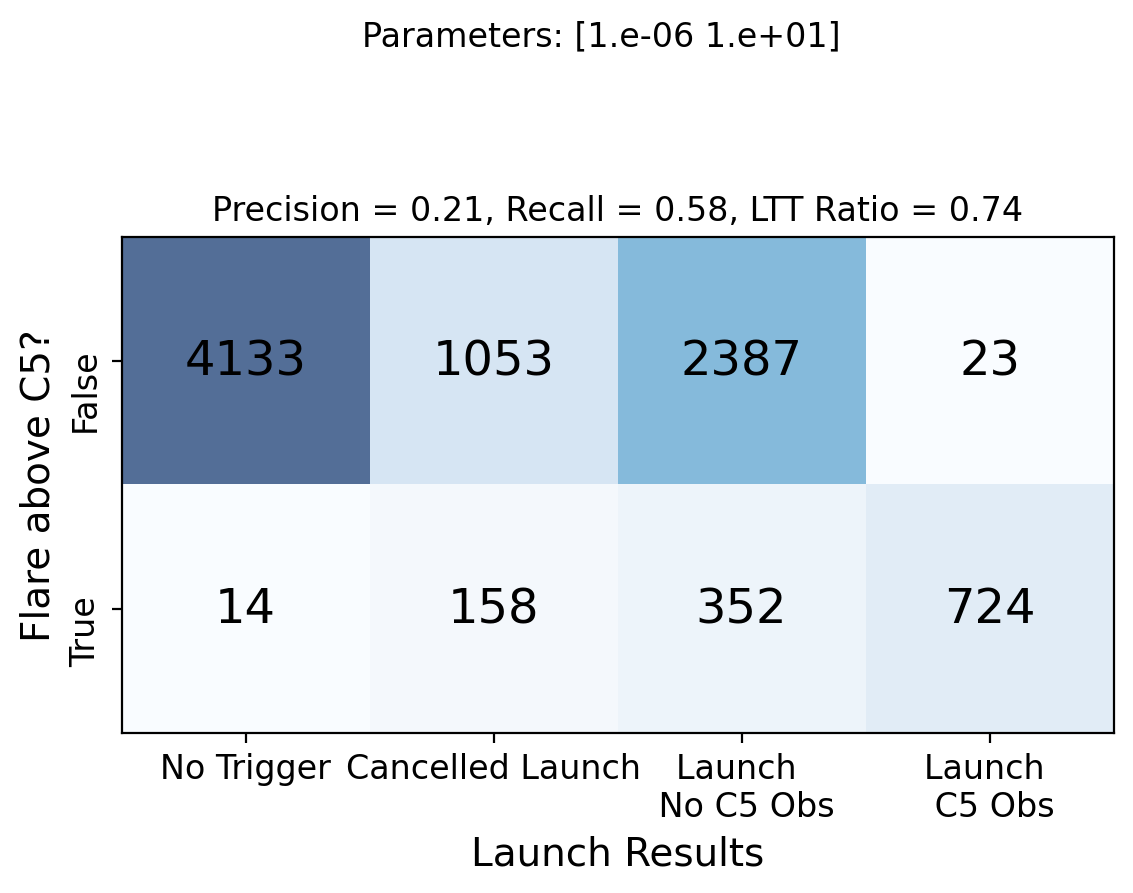 Parameters: [1.e-06 1.e+01]
Precision = 0.21, Recall = 0.58, LTT Ratio = 0.74
Flare above C5?
False
4133 1053 2387 23
True
14 158 352 724
No Trigger Cancelled Launch Launch Launch
No C5 Obs C5 Obs
Launch Results